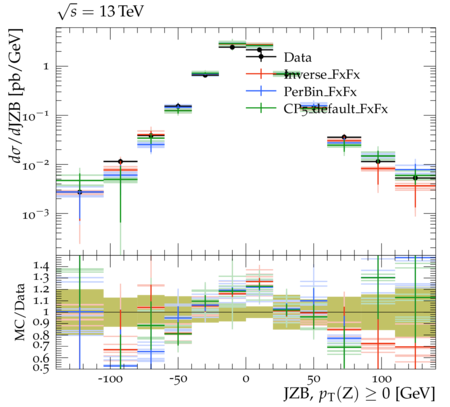 √s = 13 TeV
dσ/dJZB [pb/GeV]
1
10⁻¹
10⁻²
10⁻³
Data
Inverse_FxFx
PerBin_FxFx
CP5_default_FxFx
MC/Data
1.4
1.3
1.2
1.1
1
0.9
0.8
0.7
0.6
0.5
-100 -50 0 50 100
JZB, p_T(Z) ≥ 0 [GeV]